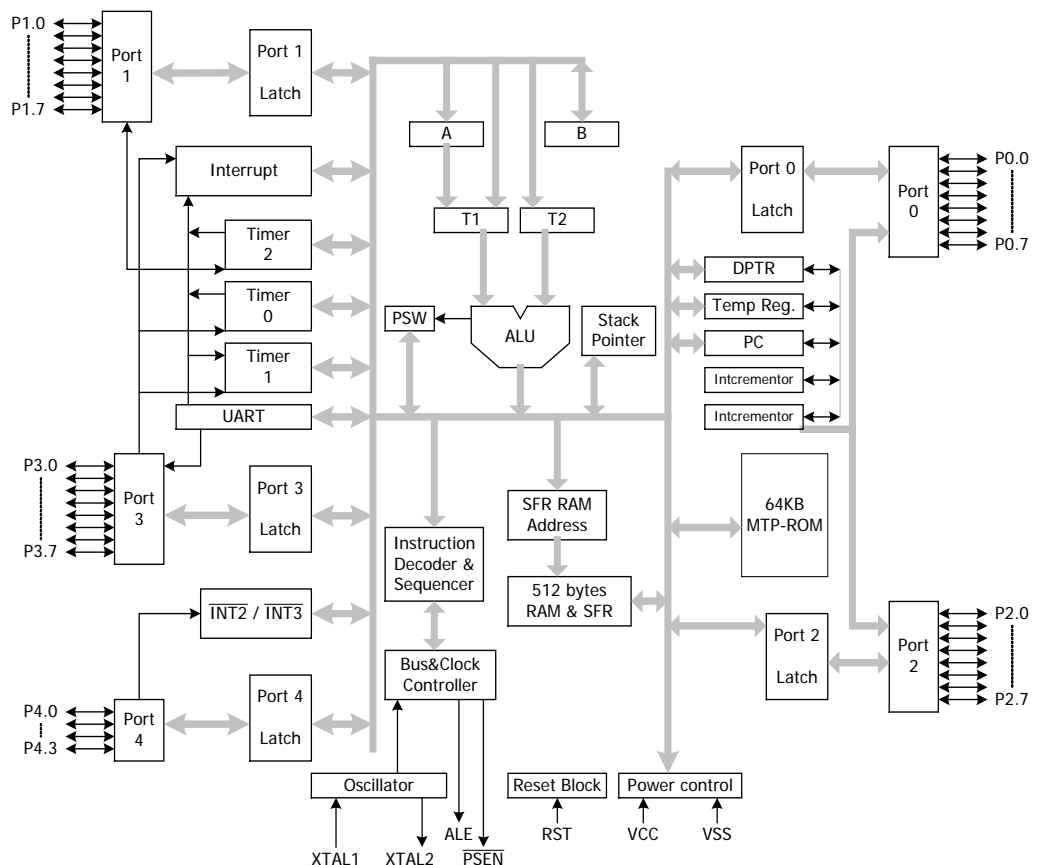 P1.0
P1.7
Port
1
Port 1
Latch
A
B
Interrupt
T1
T2
Port 0
Latch
Port
0
P0.0
P0.7
Timer
2
Timer
0
Timer
1
UART
PSW
ALU
Stack
Pointer
DPTR
Temp Reg.
PC
Intcrementor
Intcrementor
P3.0
P3.7
Port
3
Port 3
Latch
Instruction
Decoder &
Sequencer
SFR RAM
Address
512 bytes
RAM & SFR
64KB
MTP-ROM
INT2 / INT3
Bus&Clock
Controller
Port 2
Latch
Port
2
P2.0
P2.7
P4.0
P4.3
Port
4
Port 4
Latch
Oscillator
Reset Block
Power control
XTAL1
XTAL2
ALE
PSEN
RST
VCC
VSS